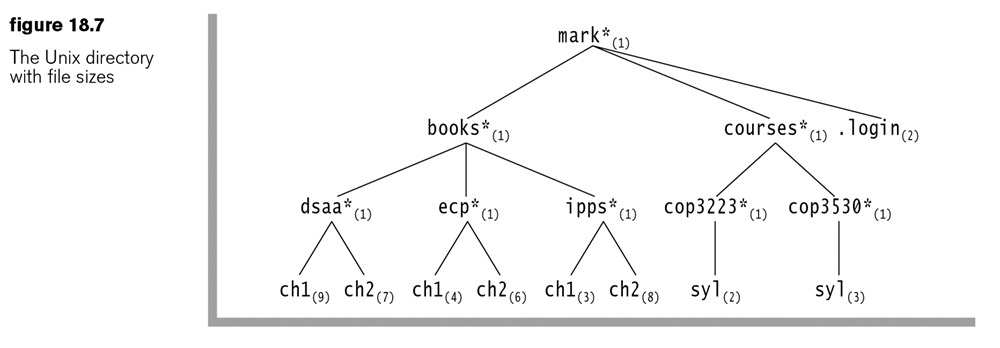 figure 18.7
The Unix directory
with file sizes
mark*(1)
books*(1) courses*(1) .login(2)
dsaa*(1) ecp*(1) ipps*(1) cop3223*(1) cop3530*(1)
ch1(9) ch2(7) ch1(4) ch2(6) ch1(3) ch2(8) syl(2) syl(3)